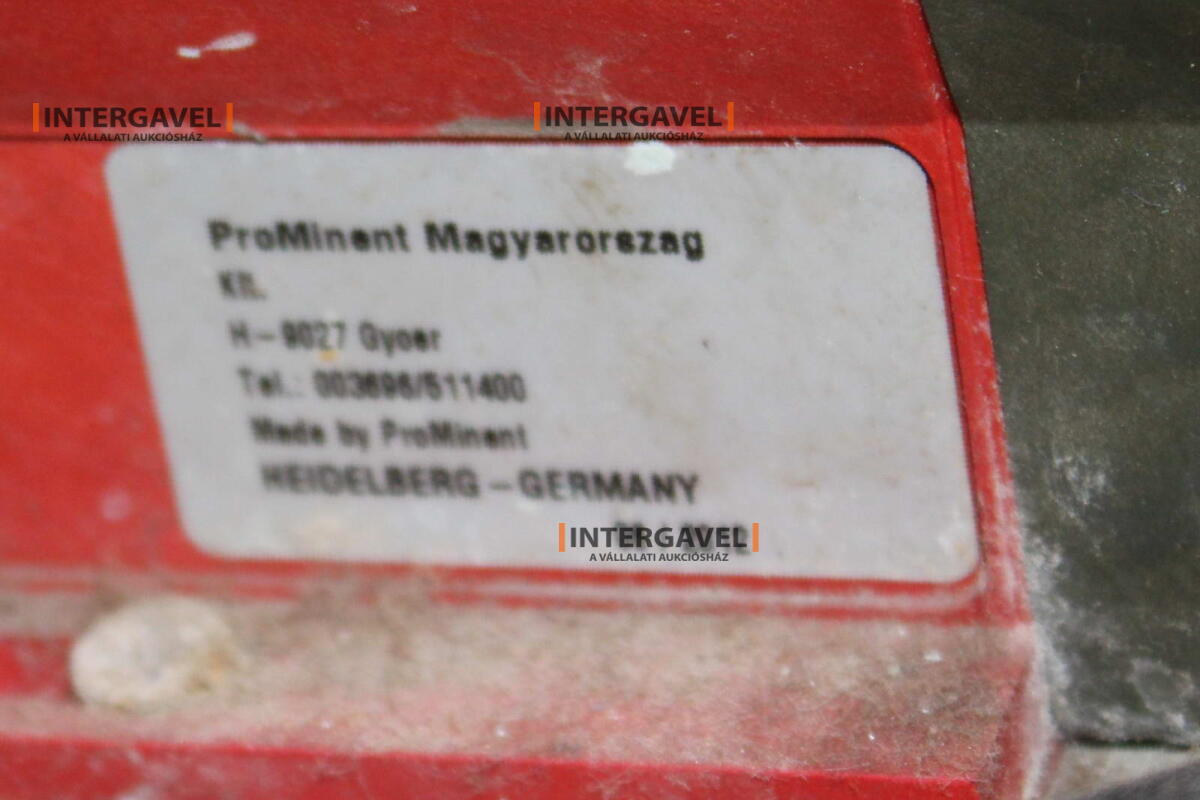 INTERGAVEL
A VÁLLALATI AUKCIÓSHÁZ
INTERGAVEL
A VÁLLALATI AUKCIÓSHÁZ
ProMinent Magyarorszag
Kft.
H-9027 Gyoer
Tel.: 003696/511400
Made by ProMinent
HEIDELBERG - GERMANY
INTERGAVEL
A VÁLLALATI AUKCIÓSHÁZ